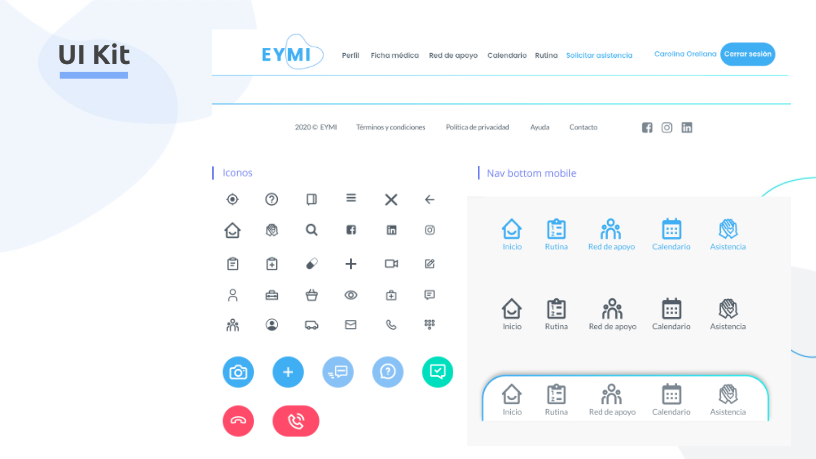 UI Kit
EYMI
Perfil Ficha médica Red de apoyo Calendario Rutina Solicitar asistencia Carolina Orellana Cerrar sesión
2020 © EYMI Términos y condiciones Política de privacidad Ayuda Contacto
Iconos
Nav bottom mobile
Inicio Rutina Red de apoyo Calendario Asistencia
Inicio Rutina Red de apoyo Calendario Asistencia
Inicio Rutina Red de apoyo Calendario Asistencia